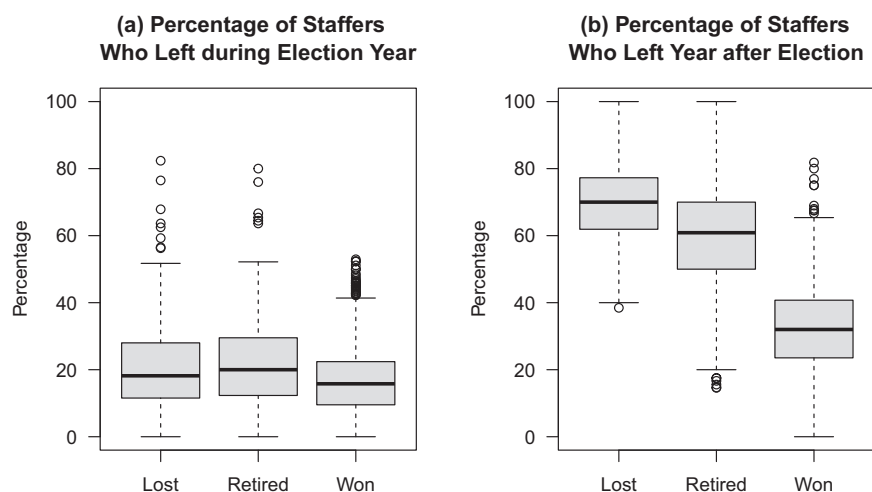 (a) Percentage of Staffers
Who Left during Election Year
100
80
60
40
20
0
Percentage
Lost
Retired
Won
(b) Percentage of Staffers
Who Left Year after Election
100
80
60
40
20
0
Percentage
Lost
Retired
Won